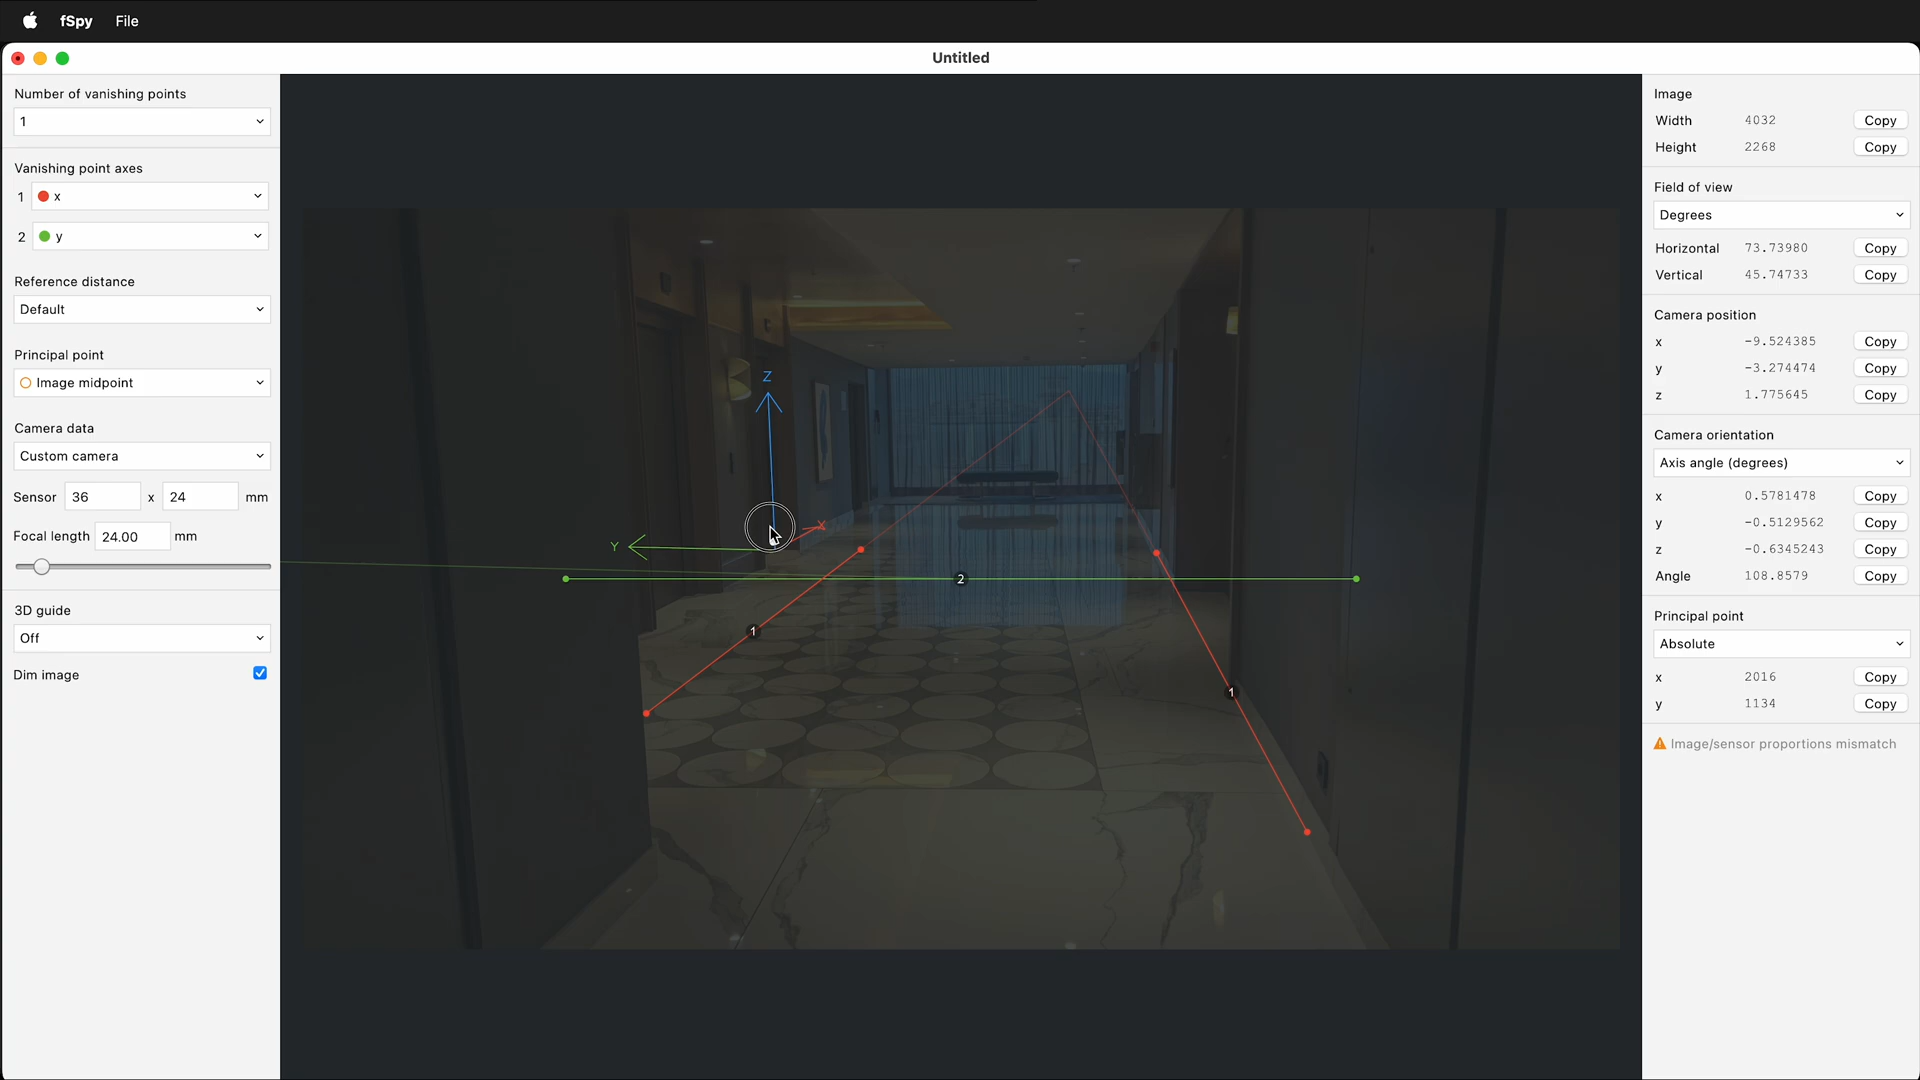 fSpy File
Untitled
Number of vanishing points
1
Vanishing point axes
1 x
2 y
Reference distance
Default
Principal point
Image midpoint
Camera data
Custom camera
Sensor 36 x 24 mm
Focal length 24.00 mm
3D guide
Off
Dim image
Z
X
Y
2
1
1
Image
Width 4032 Copy
Height 2268 Copy
Field of view
Degrees
Horizontal 73.73980 Copy
Vertical 45.74733 Copy
Camera position
x -9.524385 Copy
y -3.274474 Copy
z 1.775645 Copy
Camera orientation
Axis angle (degrees)
x 0.5781478 Copy
y -0.5129562 Copy
z -0.6345243 Copy
Angle 108.8579 Copy
Principal point
Absolute
x 2016 Copy
y 1134 Copy
Image/sensor proportions mismatch